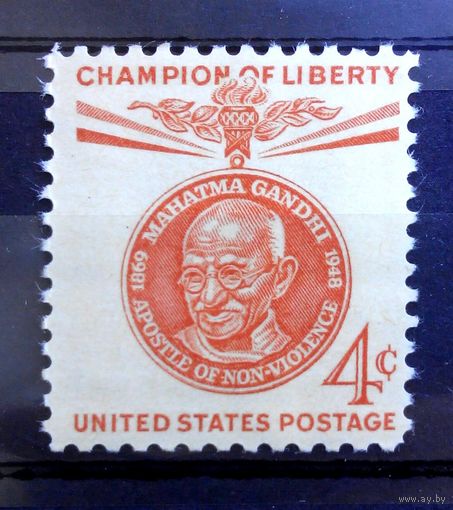 CHAMPION OF LIBERTY
1869 MAHATMA GANDHI 1948
APOSTLE OF NON-VIOLENCE
4¢
UNITED STATES POSTAGE
www.ay.by